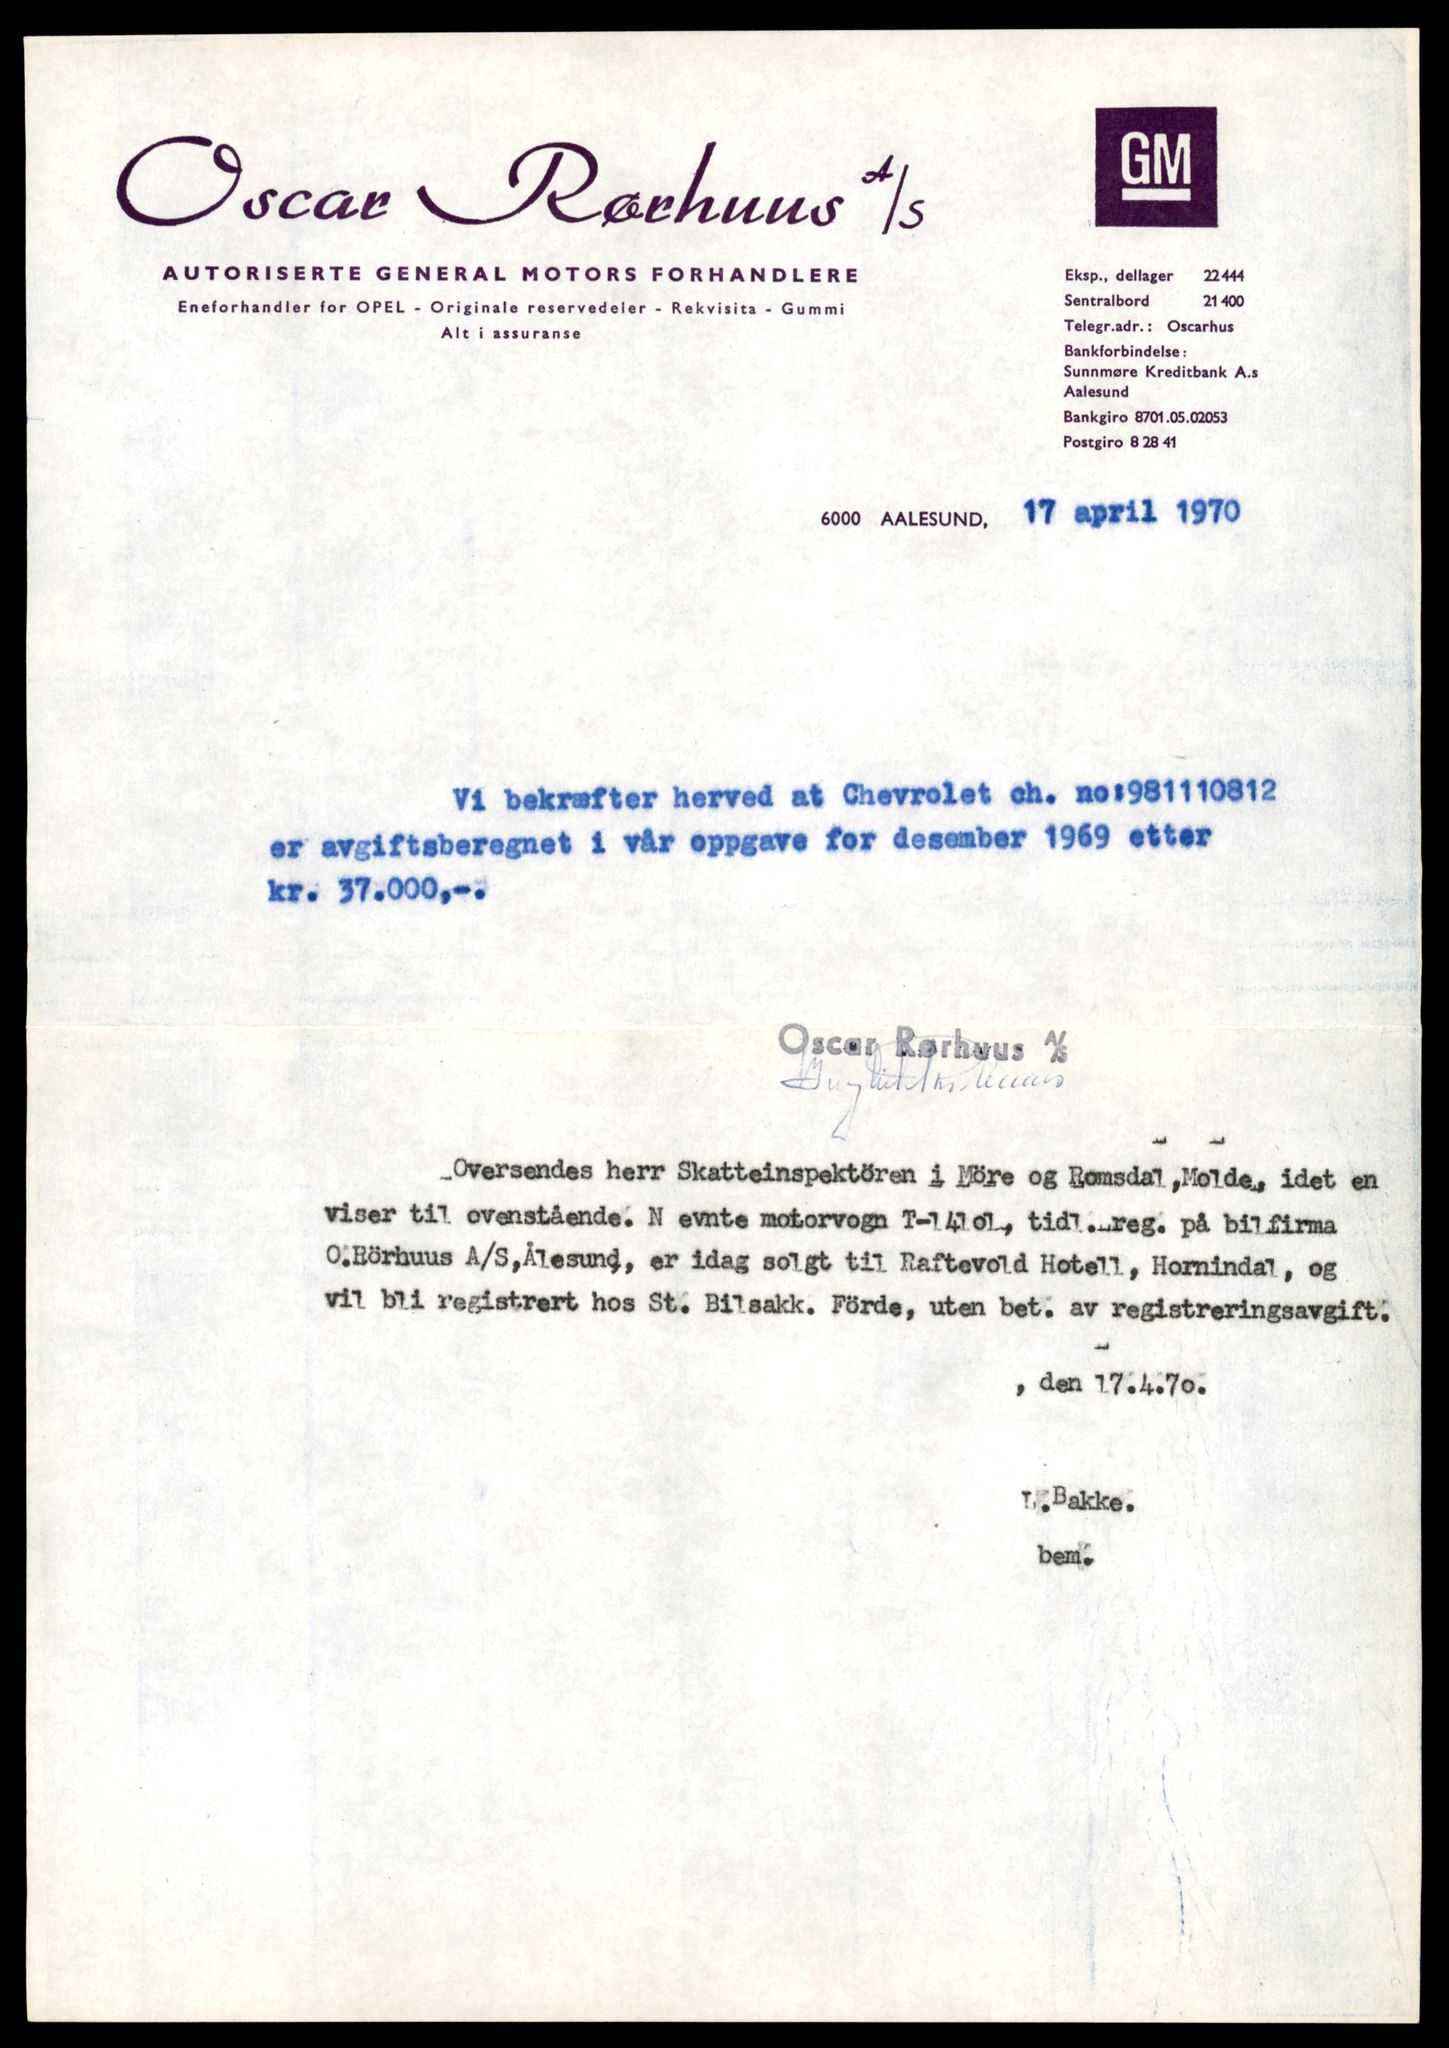 Oscar Rørhuus A/S
GM
AUTORISERTE GENERAL MOTORS FORHANDLERE
Eneforhandler for OPEL - Originale reservedeler - Rekvisita - Gummi
Alt i assuranse
Eksp., dellager 22 444
Sentralbord 21 400
Telegr.adr.: Oscarhus
Bankforbindelse:
Sunnmøre Kreditbank A.s
Aalesund
Bankgiro 8701.05.02053
Postgiro 8 28 41
6000 AALESUND, 17 april 1970
Vi bekræfter herved at Chevrolet ch. no:981110812
er avgiftsberegnet i vår oppgave for desember 1969 etter
kr. 37.000,-.
Oscar Rørhuus A/S
Oversendes herr Skatteinspektören i Möre og Romsdal,Molde, idet en
viser til ovenstående. N evnte motorvogn T-141o1, tidl. reg. på bilfirma
O.Rörhuus A/S,Ålesund, er idag solgt til Raftevold Hotell, Hornindal, og
vil bli registrert hos St. Bilsakk. Förde, uten bet. av registreringsavgift.
, den 17.4.7o.
L.Bakke.
bem.